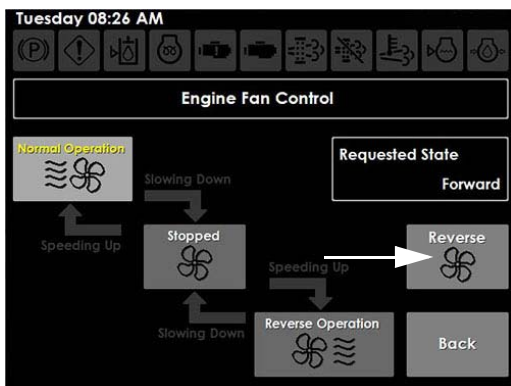 Tuesday 08:26 AM
Engine Fan Control
Normal Operation
Requested State
Forward
Slowing Down
Speeding Up
Stopped
Reverse
Speeding Up
Slowing Down
Reverse Operation
Back